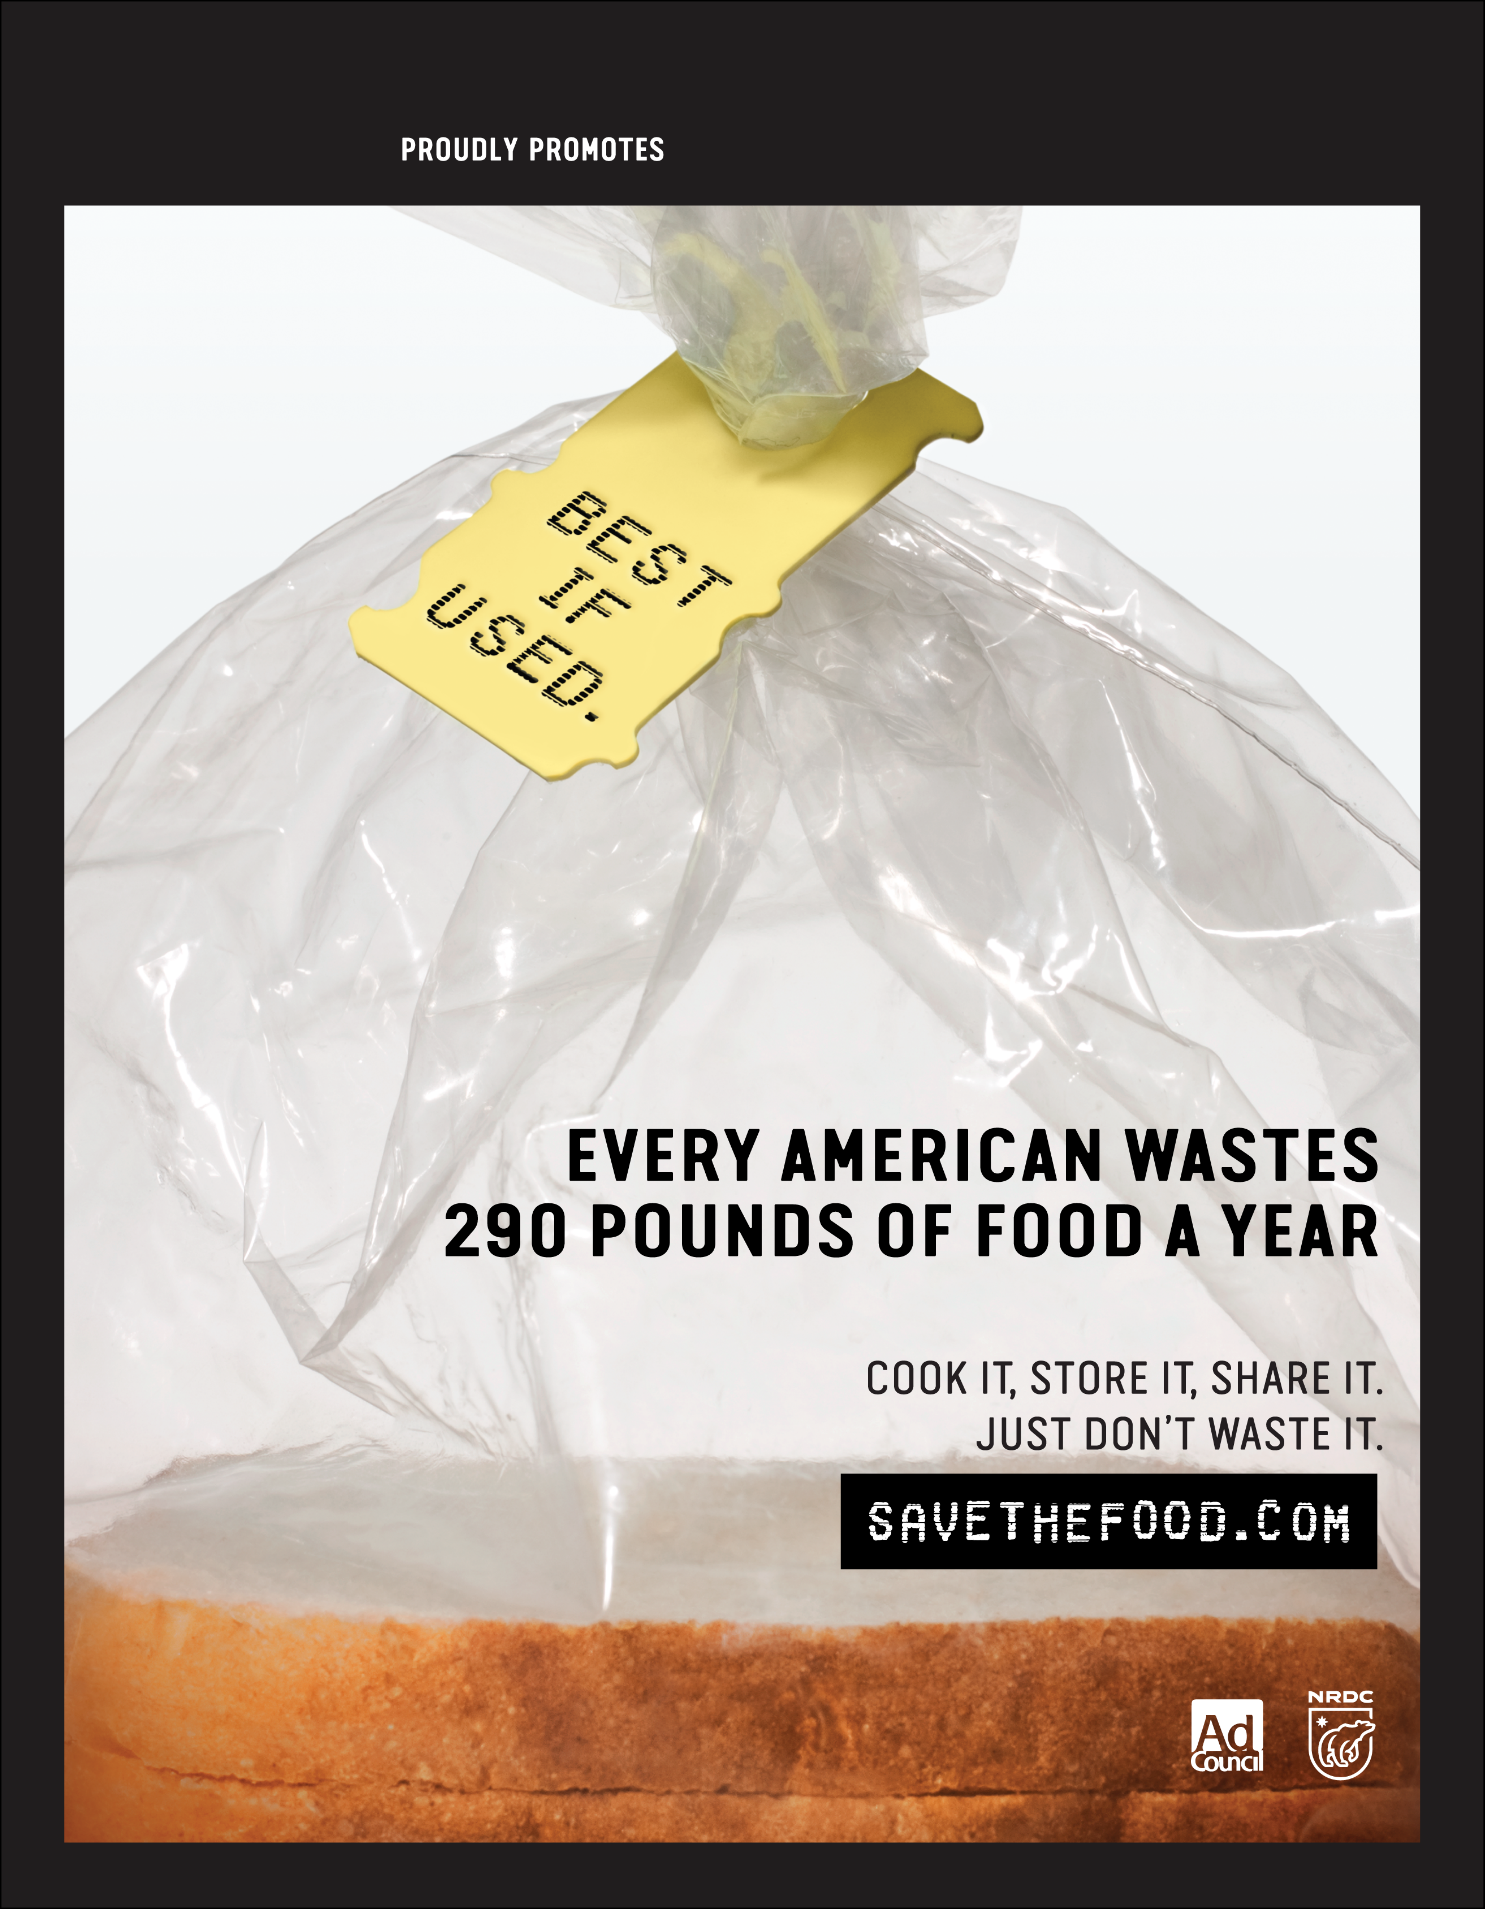 PROUDLY PROMOTES
BEST
IF
USED.
EVERY AMERICAN WASTES
290 POUNDS OF FOOD A YEAR
COOK IT, STORE IT, SHARE IT.
JUST DON'T WASTE IT.
SAVETHEFOOD.COM
Ad
Council
NRDC